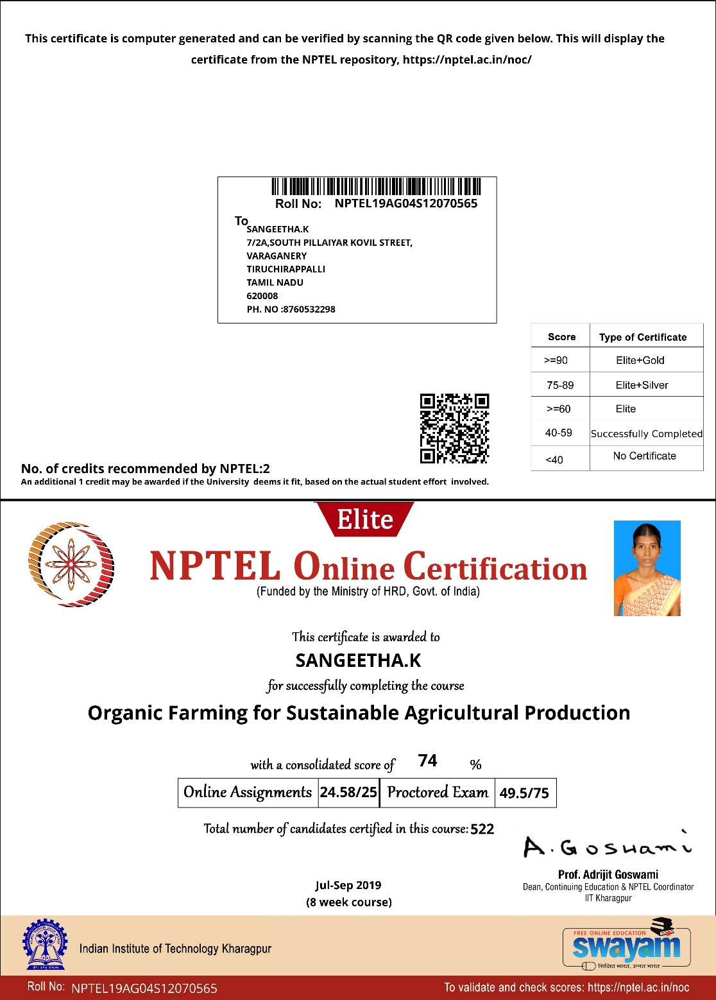 This certificate is computer generated and can be verified by scanning the QR code given below. This will display the
certificate from the NPTEL repository, https://nptel.ac.in/noc/
Roll No: NPTEL19AG04S12070565
To
SANGEETHA.K
7/2A,SOUTH PILLAIYAR KOVIL STREET,
VARAGANERY
TIRUCHIRAPPALLI
TAMIL NADU
620008
PH. NO :8760532298
Score Type of Certificate
>=90 Elite+Gold
75-89 Elite+Silver
>=60 Elite
40-59 Successfully Completed
<40 No Certificate
No. of credits recommended by NPTEL:2
An additional 1 credit may be awarded if the University deems it fit, based on the actual student effort involved.
Elite
NPTEL Online Certification
(Funded by the Ministry of HRD, Govt. of India)
This certificate is awarded to
SANGEETHA.K
for successfully completing the course
Organic Farming for Sustainable Agricultural Production
with a consolidated score of 74 %
Online Assignments 24.58/25 Proctored Exam 49.5/75
Total number of candidates certified in this course: 522
A. Goswami
Prof. Adrijit Goswami
Dean, Continuing Education & NPTEL Coordinator
IIT Kharagpur
Jul-Sep 2019
(8 week course)
Indian Institute of Technology Kharagpur
FREE ONLINE EDUCATION
swayam
शिक्षित भारत, उन्नत भारत
Roll No: NPTEL19AG04S12070565
To validate and check scores: https://nptel.ac.in/noc